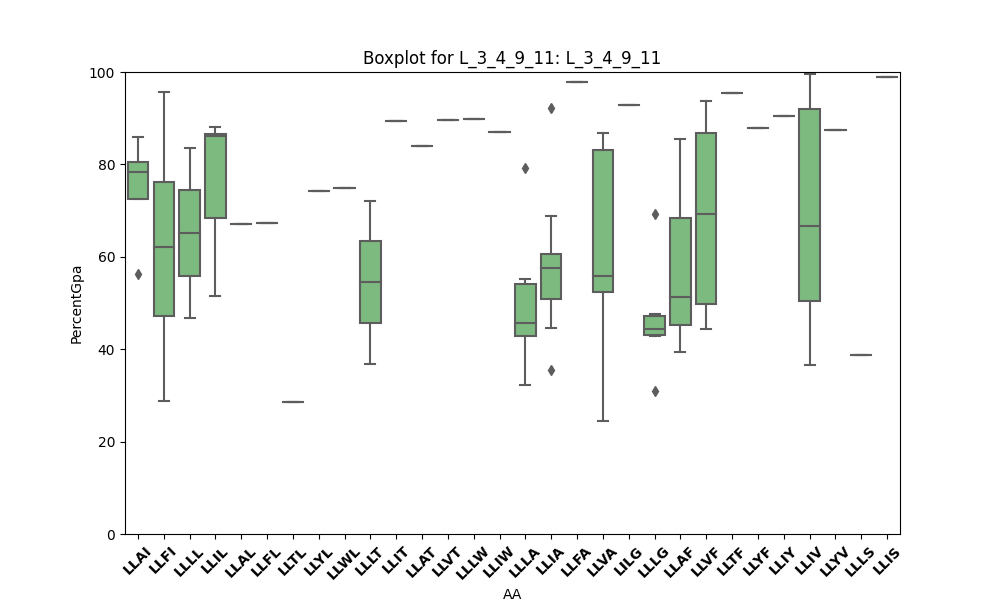 Boxplot for L_3_4_9_11: L_3_4_9_11
100
80
60
40
20
0
PercentGpa
LLAI LLFI LLLL LLIL LLAL LLFL LLTL LLYL LLWL LLLT LLIT LLAT LLVT LLLW LLIW LLLA LLIA LLFA LLVA LILG LLLG LLAF LLVF LLTF LLYF LLIY LLIV LLYV LLLS LLIS
AA